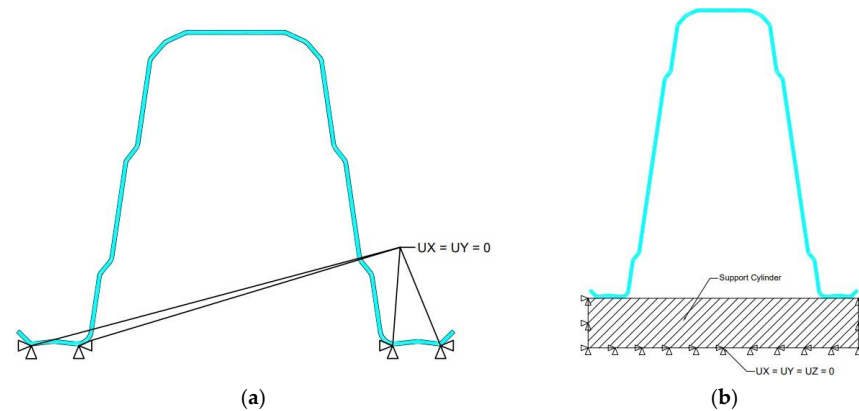 UX = UY = 0
Support Cylinder
UX = UY = UZ = 0
(a)
(b)